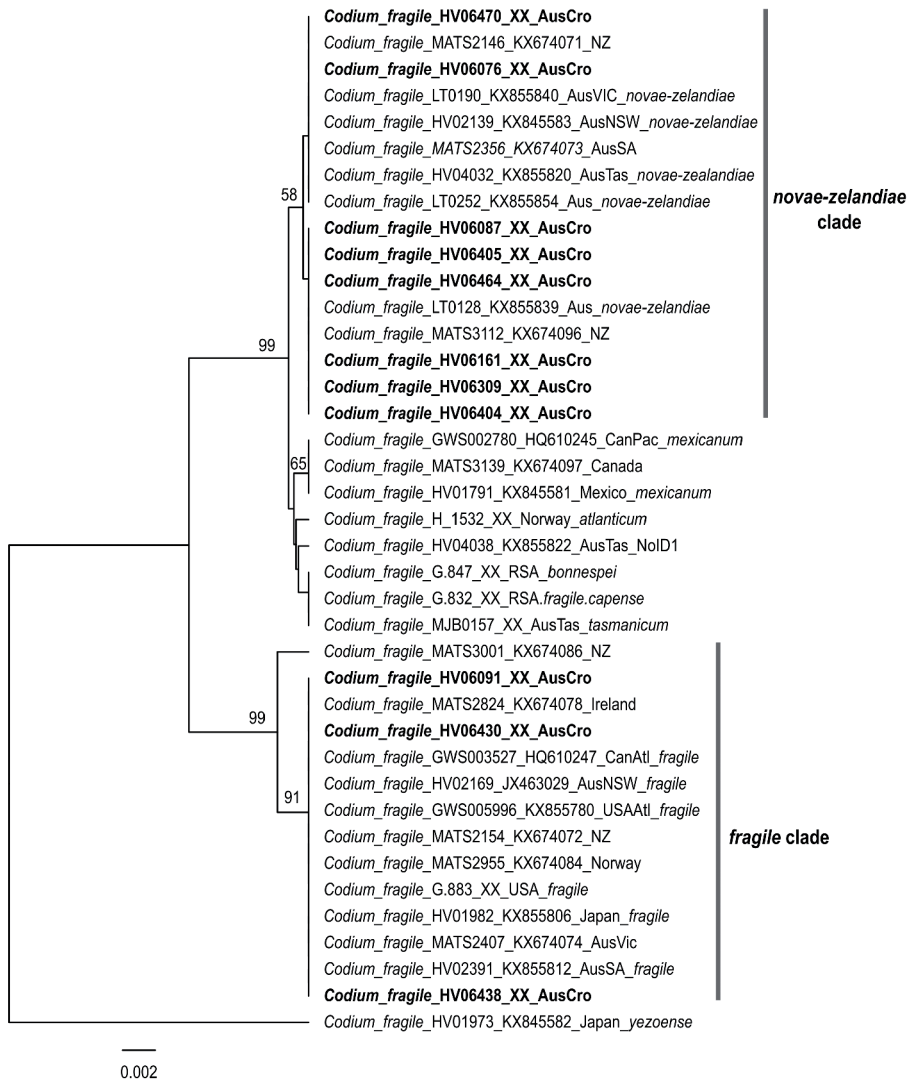 Codium_fragile_HV06470_XX_AusCro
Codium_fragile_MATS2146_KX674071_NZ
Codium_fragile_HV06076_XX_AusCro
Codium_fragile_LT0190_KX855840_AusVIC_novae-zelandiae
Codium_fragile_HV02139_KX845583_AusNSW_novae-zelandiae
Codium_fragile_MATS2356_KX674073_AusSA
Codium_fragile_HV04032_KX855820_AusTas_novae-zealandiae
58
Codium_fragile_LT0252_KX855854_Aus_novae-zelandiae
novae-zelandiae
clade
Codium_fragile_HV06087_XX_AusCro
Codium_fragile_HV06405_XX_AusCro
Codium_fragile_HV06464_XX_AusCro
Codium_fragile_LT0128_KX855839_Aus_novae-zelandiae
Codium_fragile_MATS3112_KX674096_NZ
99
Codium_fragile_HV06161_XX_AusCro
Codium_fragile_HV06309_XX_AusCro
Codium_fragile_HV06404_XX_AusCro
Codium_fragile_GWS002780_HQ610245_CanPac_mexicanum
65
Codium_fragile_MATS3139_KX674097_Canada
Codium_fragile_HV01791_KX845581_Mexico_mexicanum
Codium_fragile_H_1532_XX_Norway_atlanticum
Codium_fragile_HV04038_KX855822_AusTas_NoID1
Codium_fragile_G.847_XX_RSA_bonnespei
Codium_fragile_G.832_XX_RSA.fragile.capense
Codium_fragile_MJB0157_XX_AusTas_tasmanicum
Codium_fragile_MATS3001_KX674086_NZ
Codium_fragile_HV06091_XX_AusCro
Codium_fragile_MATS2824_KX674078_Ireland
99
Codium_fragile_HV06430_XX_AusCro
Codium_fragile_GWS003527_HQ610247_CanAtl_fragile
Codium_fragile_HV02169_JX463029_AusNSW_fragile
91
Codium_fragile_GWS005996_KX855780_USAAtl_fragile
Codium_fragile_MATS2154_KX674072_NZ
fragile clade
Codium_fragile_MATS2955_KX674084_Norway
Codium_fragile_G.883_XX_USA_fragile
Codium_fragile_HV01982_KX855806_Japan_fragile
Codium_fragile_MATS2407_KX674074_AusVic
Codium_fragile_HV02391_KX855812_AusSA_fragile
Codium_fragile_HV06438_XX_AusCro
Codium_fragile_HV01973_KX845582_Japan_yezoense
0.002